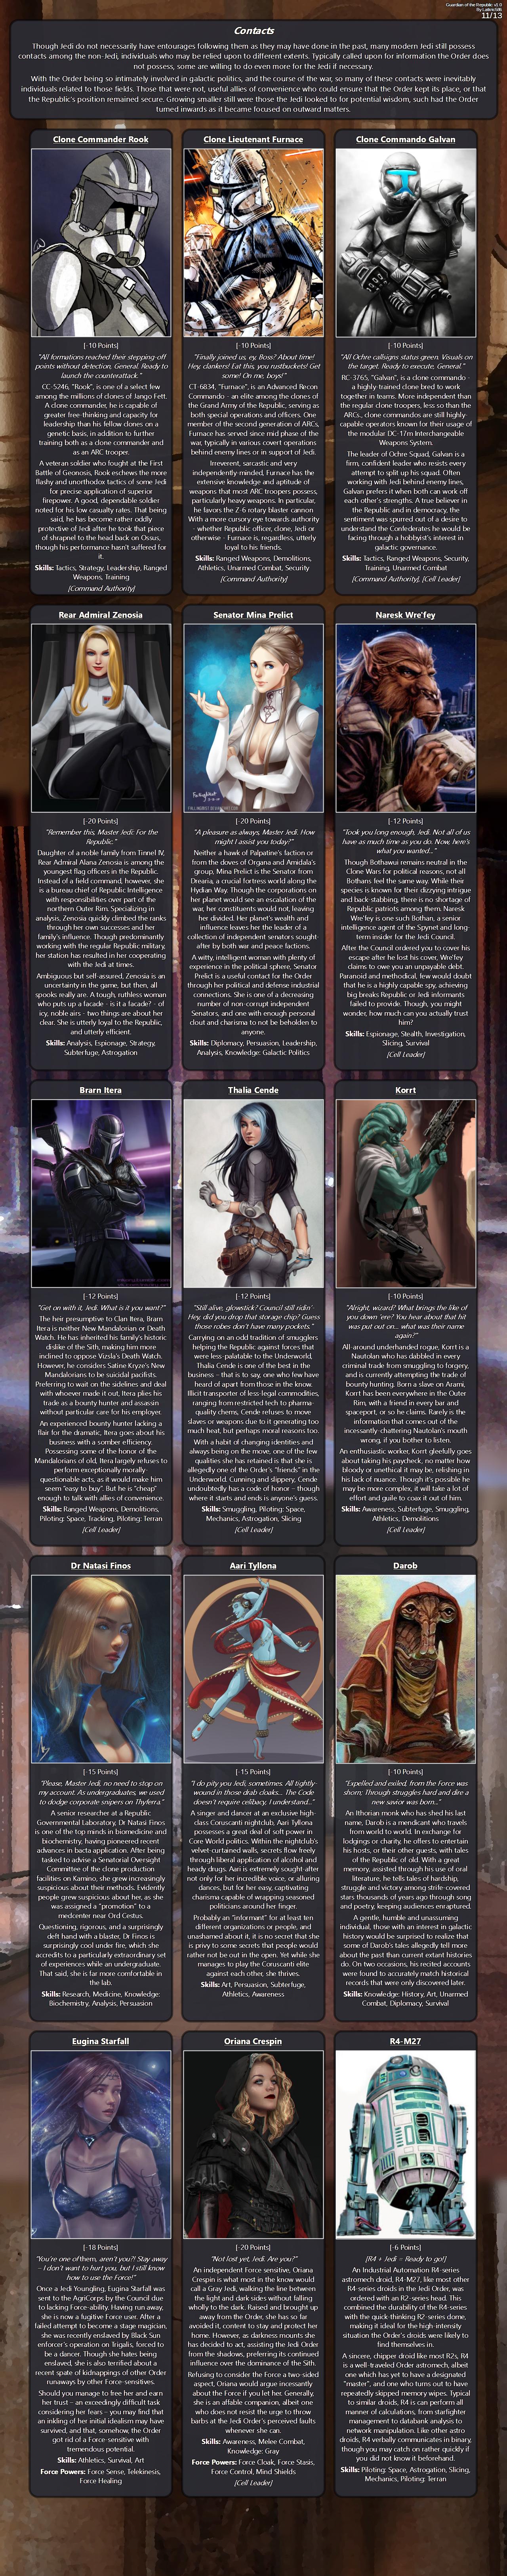 Guardian of the Republic v1.0
By LatinisSilli
11/13
Contacts
Though Jedi do not necessarily have entourages following them as they may have done in the past, many modern Jedi still possess
contacts among the non-Jedi, individuals who may be relied upon to different events. Typically called upon for information the Order does
not possess, some are willing to do even more for the Jedi if necessary.
With the Order being so intimately involved in galactic politics, and the course of the war, so many of these contacts were inevitably
individuals related to those fields. Those that were not, useful allies of convenience who could ensure that the Order kept its place, or that
the Republic's position remained secure. Growing smaller still were those the Jedi looked to for potential wisdom, such had the Order
turned inwards as it became focused on outward matters.
Clone Commander Rook
[-10 Points]
"All formations reached their stepping-off
points without detection, General. Ready to
launch the counterattack."
CC-5246, "Rook", is one of a select few
among the millions of clones of Jango Fett.
A clone commander, he is capable of
greater free-thinking and capacity for
leadership than his fellow clones on a
genetic basis, in addition to further
training both as a clone commander and
as an ARC trooper.
A veteran soldier who fought at the First
Battle of Geonosis, Rook eschews the more
flashy and unorthodox tactics of some Jedi
for precise application of superior
firepower. A good, dependable soldier
noted for his low casualty rates. That being
said, he has become rather oddly
protective of Jedi after he took that piece
of shrapnel to the head back on Ossus,
though his performance hasn't suffered for
it.
Skills: Tactics, Strategy, Leadership, Ranged
Weapons, Training
[Command Authority]
Clone Lieutenant Furnace
[-10 Points]
"Finally joined us, ey, Boss? About time!
Hey, clankers! Eat this, you rustbuckets! Get
some! On me, boys!"
CT-6834, "Furnace", is an Advanced Recon
Commando - an elite among the clones of
the Grand Army of the Republic, serving as
both special operations and officers. One
member of the second generation of ARCs,
Furnace has served since mid phase of the
war, typically in various covert operations
behind enemy lines or in support of Jedi.
Irreverent, sarcastic and very
independently minded, Furnace has the
extensive knowledge and aptitude of
weapons that most ARC troopers possess,
particularly heavy weapons. In particular,
he favors the Z-6 rotary blaster cannon
With a more cursory eye towards authority
- whether Republic officer, clone, Jedi or
otherwise - Furnace is, regardless, utterly
loyal to his friends.
Skills: Ranged Weapons, Demolitions,
Athletics, Unarmed Combat, Security
[Command Authority]
Clone Commando Galvan
[-10 Points]
"All Ochre callsigns status green. Visuals on
the target. Ready to execute, General."
RC-3765, "Galvan", is a clone commando -
a highly trained clone bred to work
together in teams. More independent than
the regular clone troopers, less so than the
ARCs., clone commandos are still highly-
capable operators known for their usage of
the modular DC-17m Interchangeable
Weapons System.
The leader of Ochre Squad, Galvan is a
firm, confident leader who resists every
attempt to split up his squad. Often
working with Jedi behind enemy lines,
Galvan prefers it when both can work off
each other's strengths. A true believer in
the Republic and in democracy, the
sentiment was spurred out of a desire to
understand the Confederates he would be
facing through a hobbyist's interest in
galactic governance.
Skills: Tactics, Ranged Weapons, Security,
Training, Unarmed Combat
[Command Authority], [Cell Leader]
Rear Admiral Zenosia
[-20 Points]
"Remember this, Master Jedi: For the
Republic."
Daughter of a noble family from Tinnel IV,
Rear Admiral Alana Zenosia is among the
youngest flag officers in the Republic.
Instead of a field command, however, she
is a bureau chief of Republic Intelligence
with responsibilities over part of the
northern Outer Rim. Specializing in
analysis, Zenosia quickly climbed the ranks
through her own successes and her
family's influence. Though predominantly
working with the regular Republic military,
her station has resulted in her cooperating
with the Jedi at times.
Ambiguous but self-assured, Zenosia is an
uncertainty in the game, but then, all
spooks really are. A tough, ruthless woman
who puts up a facade - is it a facade? - of
icy, noble airs - two things are about her
clear. She is utterly loyal to the Republic,
and utterly efficient.
Skills: Analysis, Espionage, Strategy,
Subterfuge, Astrogation
Senator Mina Prelict
[-20 Points]
"A pleasure as always, Master Jedi. How
might I assist you today?"
Neither a hawk of Palpatine's faction or
from the doves of Organa and Amidala's
group, Mina Prelict is the Senator from
Dearia, a crucial fortress world along the
Hydian Way. Though the corporations on
her planet would see an escalation of the
war, her constituents would not, leaving
her divided. Her planet's wealth and
influence leaves her the leader of a
collection of independent senators sought-
after by both war and peace factions.
A witty, intelligent woman with plenty of
experience in the political sphere, Senator
Prelict is a useful contact for the Order
through her political and defense industrial
connections. She is one of a decreasing
number of non corrupt independent
Senators, and one with enough personal
clout and charisma to not be beholden to
anyone.
Skills: Diplomacy, Persuasion, Leadership,
Analysis, Knowledge: Galactic Politics
Naresk Wre'fey
[-12 Points]
"Took you long enough, Jedi. Not all of us
have as much time as you do. Now, here's
what you wanted..."
Though Bothawui remains neutral in the
Clone Wars for political reasons, not all
Bothans feel the same way. While their
species is known for their dizzying intrigue
and back-stabbing, there is no shortage of
Republic patriots among them. Naresk
Wre'fey is one such Bothan, a senior
intelligence agent of the Spynet and long-
term insider for the Jedi Council.
After the Council ordered you to cover his
escape after he lost his cover, Wre'fey
claims to owe you an unpayable debt.
Paranoid and methodical, few would doubt
that he is a highly capable spy, achieving
big breaks Republic or Jedi informants
failed to provide. Though, you might
wonder, how much can you actually trust
him?
Skills: Espionage, Stealth, Investigation,
Slicing, Survival
[Cell Leader]
Brarn Itera
[-12 Points]
"Get on with it, Jedi. What is it you want?"
The heir presumptive to Clan Itera, Brarn
Itera is neither New Mandalorian or Death
Watch. He has inherited his family's historic
dislike of the Sith, making him more
inclined to oppose Vizsla's Death Watch.
However, he considers Satine Kryze's New
Mandalorians to be suicidal pacifists.
Preferring to wait on the sidelines and deal
with whoever made it out, Itera plies his
trade as a bounty hunter and assassin
without particular care for his employer.
An experienced bounty hunter lacking a
flair for the dramatic, Itera goes about his
business with a somber efficiency.
Possessing some of the honor of the
Mandalorians of old, Itera largely refuses to
perform exceptionally morally-
questionable acts, as it would make him
seem "easy to buy". But he is "cheap"
enough to talk with allies of convenience.
Skills: Ranged Weapons, Demolitions,
Piloting: Space, Tracking, Piloting: Terran
[Cell Leader]
Thalia Cende
[-12 Points]
"Still alive, glowstick? Council still ridin'-
Hey, did you drop that storage chip? Guess
those robes don't have many pockets."
Carrying on an odd tradition of smugglers
helping the Republic against forces that
were less-palatable to the Underworld,
Thalia Cende is one of the best in the
business – that is to say, one who few have
heard of apart from those in the know.
Illicit transporter of less-legal commodities,
ranging from restricted tech to pharma-
quality chems, Cende refuses to move
slaves or weapons due to it generating too
much heat, but perhaps moral reasons too.
With a habit of changing identities and
always being on the move, one of the few
qualities she has retained is that she is
allegedly one of the Order's "friends" in the
Underworld. Cunning and slippery, Cende
undoubtedly has a code of honor – though
where it starts and ends is anyone's guess.
Skills: Smuggling, Piloting: Space,
Mechanics, Astrogation, Slicing
[Cell Leader]
Korrt
[-10 Points]
"Alright, wizard? What brings the like of
you down 'ere? You hear about that hit
was put out on... what was their name
again?"
All-around underhanded rogue, Korrt is a
Nautolan who has dabbled in every
criminal trade from smuggling to forgery,
and is currently attempting the trade of
bounty hunting. Born a slave on Arami,
Korrt has been everywhere in the Outer
Rim, with a friend in every bar and
spaceport, or so he claims. Rarely is the
information that comes out of the
incessantly-chattering Nautolan's mouth
wrong, if you bother to listen.
An enthusiastic worker, Korrt gleefully goes
about taking his paycheck, no matter how
bloody or unethical it may be, relishing in
his lack of nuance. Though it's possible he
may be more complex, it will take a lot of
effort and guile to coax it out of him.
Skills: Awareness, Subterfuge, Smuggling,
Athletics, Demolitions
[Cell Leader]
Dr Natasi Finos
[-15 Points]
"Please, Master Jedi, no need to stop on
my account. As undergraduates, we used
to dodge corporate snipers on Thyferra."
A senior researcher at a Republic
Governmental Laboratory, Dr Natasi Finos
is one of the top minds in biomedicine and
biochemistry, having pioneered recent
advances in bacta application. After being
tasked to advise a Senatorial Oversight
Committee of the clone production
facilities on Kamino, she grew increasingly
suspicious about their methods. Evidently
people grew suspicious about her, as she
was assigned a "promotion" to a
medcenter near Ord Cestus.
Questioning, rigorous, and a surprisingly
deft hand with a blaster, Dr Finos is
surprisingly cool under fire, which she
accredits to a particularly extraordinary set
of experiences while an undergraduate.
That said, she is far more comfortable in
the lab.
Skills: Research, Medicine, Knowledge:
Biochemistry, Analysis, Persuasion
Aari Tyllona
[-15 Points]
"I do pity you Jedi, sometimes. All tightly-
wound in those drab cloaks... The Code
doesn't require celibacy, I understand..."
A singer and dancer at an exclusive high-
class Coruscanti nightclub, Aari Tyllona
possesses a great deal of soft power in
Core World politics. Within the nightclub's
velvet-curtained walls, secrets flow freely
through liberal application of alcohol and
heady drugs. Aari is extremely sought-after
not only for her incredible voice, or alluring
dances, but for her easy, captivating
charisma capable of wrapping seasoned
politicians around her finger.
Probably an "informant" for at least ten
different organizations or people, and
unashamed about it, it is no secret that she
is privy to some secrets that people would
rather not be out in the open. Yet while she
manages to play the Coruscanti elite
against each other, she thrives.
Skills: Art, Persuasion, Subterfuge,
Athletics, Awareness
Darob
[-10 Points]
"Expelled and exiled, from the Force was
shorn; Through struggles hard and dire a
new savior was born..."
An Ithorian monk who has shed his last
name, Darob is a mendicant who travels
from world to world. In exchange for
lodgings or charity, he offers to entertain
his hosts, or their other guests, with tales
of the Republic of old. With a great
memory, assisted through his use of oral
literature, he tells tales of hardship,
struggle and victory among strife-covered
stars thousands of years ago through song
and poetry, keeping audiences enraptured.
A gentle, humble and unassuming
individual, those with an interest in galactic
history would be surprised to realize that
some of Darob's tales allegedly tell more
about the past than current extant histories
do. On two occasions, his recited accounts
were found to accurately match historical
records that were only discovered later.
Skills: Knowledge: History, Art, Unarmed
Combat, Diplomacy, Survival
Eugina Starfall
[-18 Points]
"You're one of them, aren't you?! Stay away
– I don't want to hurt you, but I still know
how to use the Force!"
Once a Jedi Youngling, Eugina Starfall was
sent to the AgriCorps by the Council due
to lacking Force-ability. Having run away,
she is now a fugitive Force user. After a
failed attempt to become a stage magician,
she was recently enslaved by Black Sun
enforcer's operation on Trigalis, forced to
be a dancer. Though she hates being
enslaved, she is also terrified about a
recent spate of kidnappings of other Order
runaways by other Force-sensitives.
Should you manage to free her and earn
her trust – an exceedingly difficult task
considering her fears – you may find that
an inkling of her initial idealism may have
survived, and that, somehow, the Order
got rid of a Force-sensitive with
tremendous potential.
Skills: Athletics, Survival, Art
Force Powers: Force Sense, Telekinesis,
Force Healing
Oriana Crespin
[-20 Points]
"Not lost yet, Jedi. Are you?"
An independent Force sensitive, Oriana
Crespin is what most in the know would
call a Gray Jedi, walking the line between
the light and dark sides without falling
wholly to the dark. Raised and brought up
away from the Order, she has so far
avoided it, content to stay and protect her
home. However, as darkness mounts she
has decided to act, assisting the Jedi Order
from the shadows, preferring its continued
influence over the dominance of the Sith.
Refusing to consider the Force a two-sided
aspect, Oriana would argue incessantly
about the Force if you let her. Generally,
she is an affable companion, albeit one
who does not resist the urge to throw
barbs at the Jedi Order's perceived faults
whenever she can.
Skills: Awareness, Melee Combat,
Knowledge: Gray
Force Powers: Force Cloak, Force Stasis,
Force Control, Mind Shields
[Cell Leader]
R4-M27
[-6 Points]
[R4 + Jedi = Ready to go!]
An Industrial Automation R4-series
astromech droid, R4-M27, like most other
R4-series droids in the Jedi Order, was
ordered with an R2-series head. This
combined the durability of the R4-series
with the quick-thinking R2-series dome,
making it ideal for the high-intensity
situation the Order's droids were likely to
find themselves in.
A sincere, chipper droid like most R2s, R4
is a well-traveled Order astromech, albeit
one which has yet to have a designated
"master", and one who turns out to have
repeatedly skipped memory wipes. Typical
to similar droids, R4 is can perform all
manner of calculations, from starfighter
management to databank analysis to
network manipulation. Like other astro
droids, R4 verbally communicates in binary,
though you may catch on rather quickly if
you did not know it beforehand.
Skills: Piloting: Space, Astrogation, Slicing,
Mechanics, Piloting: Terran